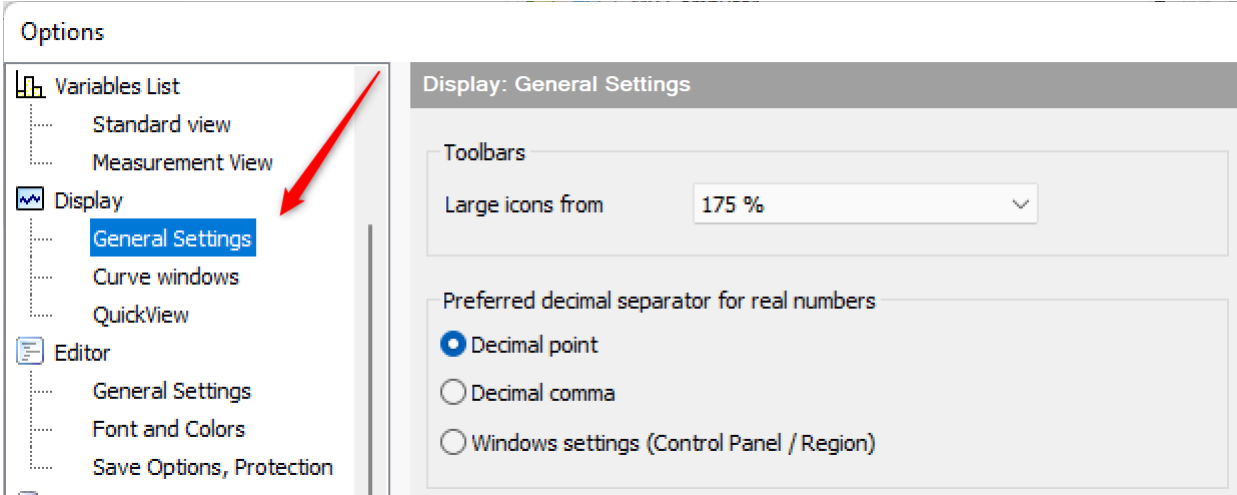 Options
Variables List
Standard view
Measurement View
Display
General Settings
Curve windows
QuickView
Editor
General Settings
Font and Colors
Save Options, Protection
Display: General Settings
Toolbars
Large icons from 175 %
Preferred decimal separator for real numbers
Decimal point
Decimal comma
Windows settings (Control Panel / Region)